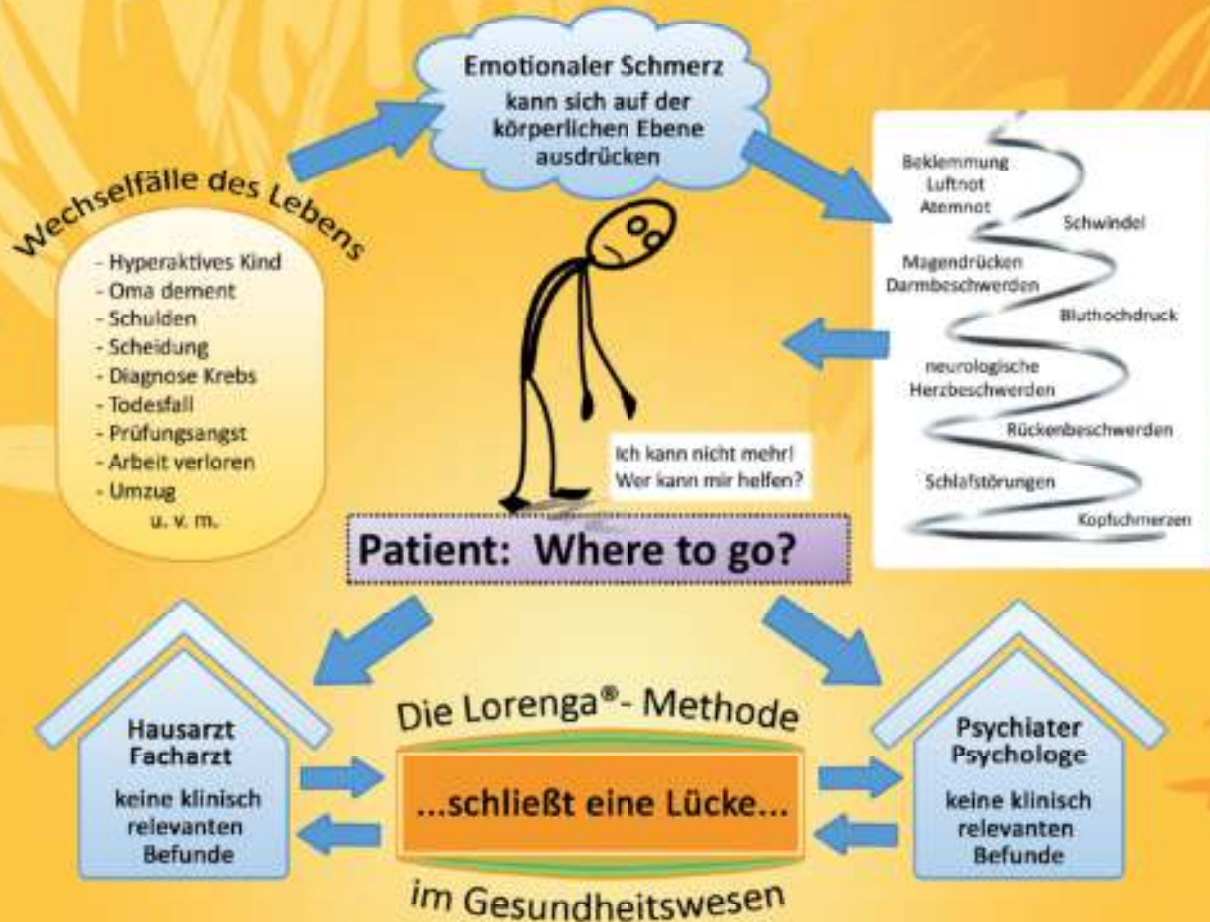 Emotionaler Schmerz
kann sich auf der
körperlichen Ebene
ausdrücken
Wechselfälle des Lebens
- Hyperaktives Kind
- Oma dement
- Schulden
- Scheidung
- Diagnose Krebs
- Todesfall
- Prüfungsangst
- Arbeit verloren
- Umzug
u. v. m.
Beklemmung
Luftnot
Atemnot
Schwindel
Magendrücken
Darmbeschwerden
Bluthochdruck
neurologische
Herzbeschwerden
Rückenbeschwerden
Schlafstörungen
Kopfschmerzen
Ich kann nicht mehr!
Wer kann mir helfen?
Patient: Where to go?
Hausarzt
Facharzt
keine klinisch
relevanten
Befunde
Die Lorenga®- Methode
...schließt eine Lücke...
im Gesundheitswesen
Psychiater
Psychologe
keine klinisch
relevanten
Befunde